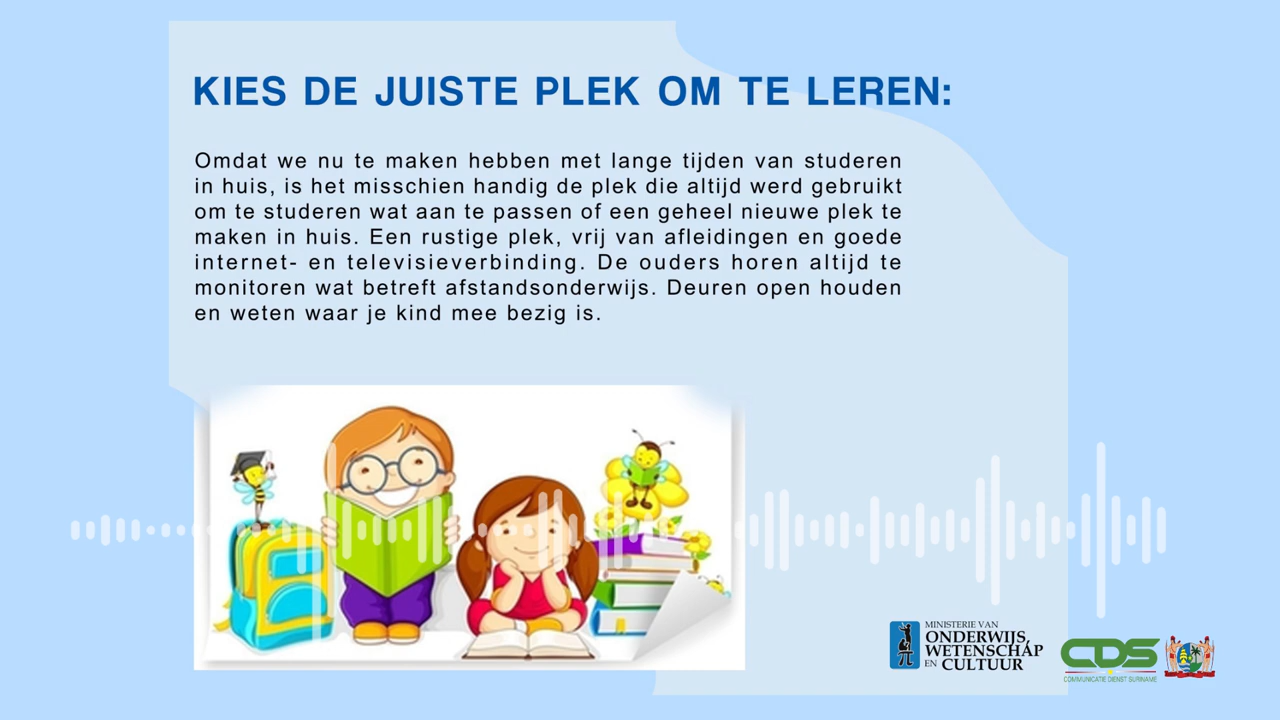 KIES DE JUISTE PLEK OM TE LEREN:
Omdat we nu te maken hebben met lange tijden van studeren
in huis, is het misschien handig de plek die altijd werd gebruikt
om te studeren wat aan te passen of een geheel nieuwe plek te
maken in huis. Een rustige plek, vrij van afleidingen en goede
internet- en televisieverbinding. De ouders horen altijd te
monitoren wat betreft afstandsonderwijs. Deuren open houden
en weten waar je kind mee bezig is.
MINISTERIE VAN
ONDERWIJS,
WETENSCHAP
EN CULTUUR
CDS
COMMUNICATIE DIENST SURINAME